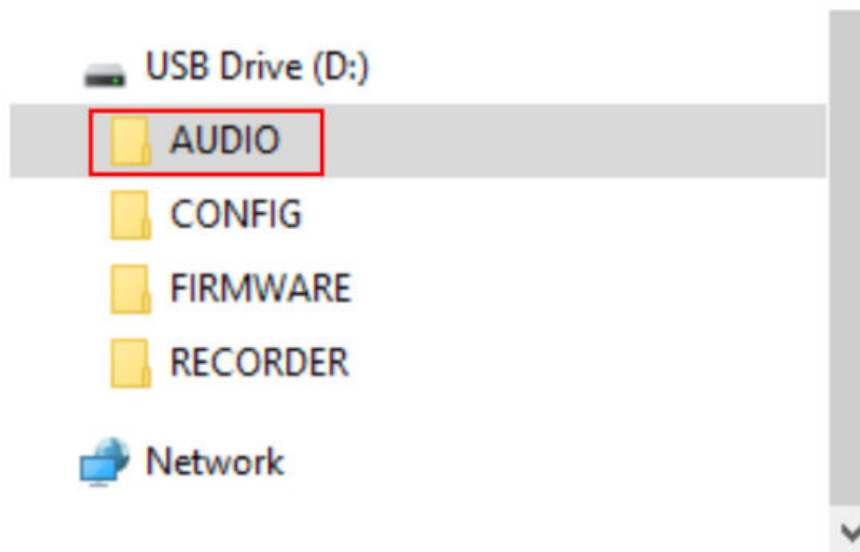 USB Drive (D:)
AUDIO
CONFIG
FIRMWARE
RECORDER
Network